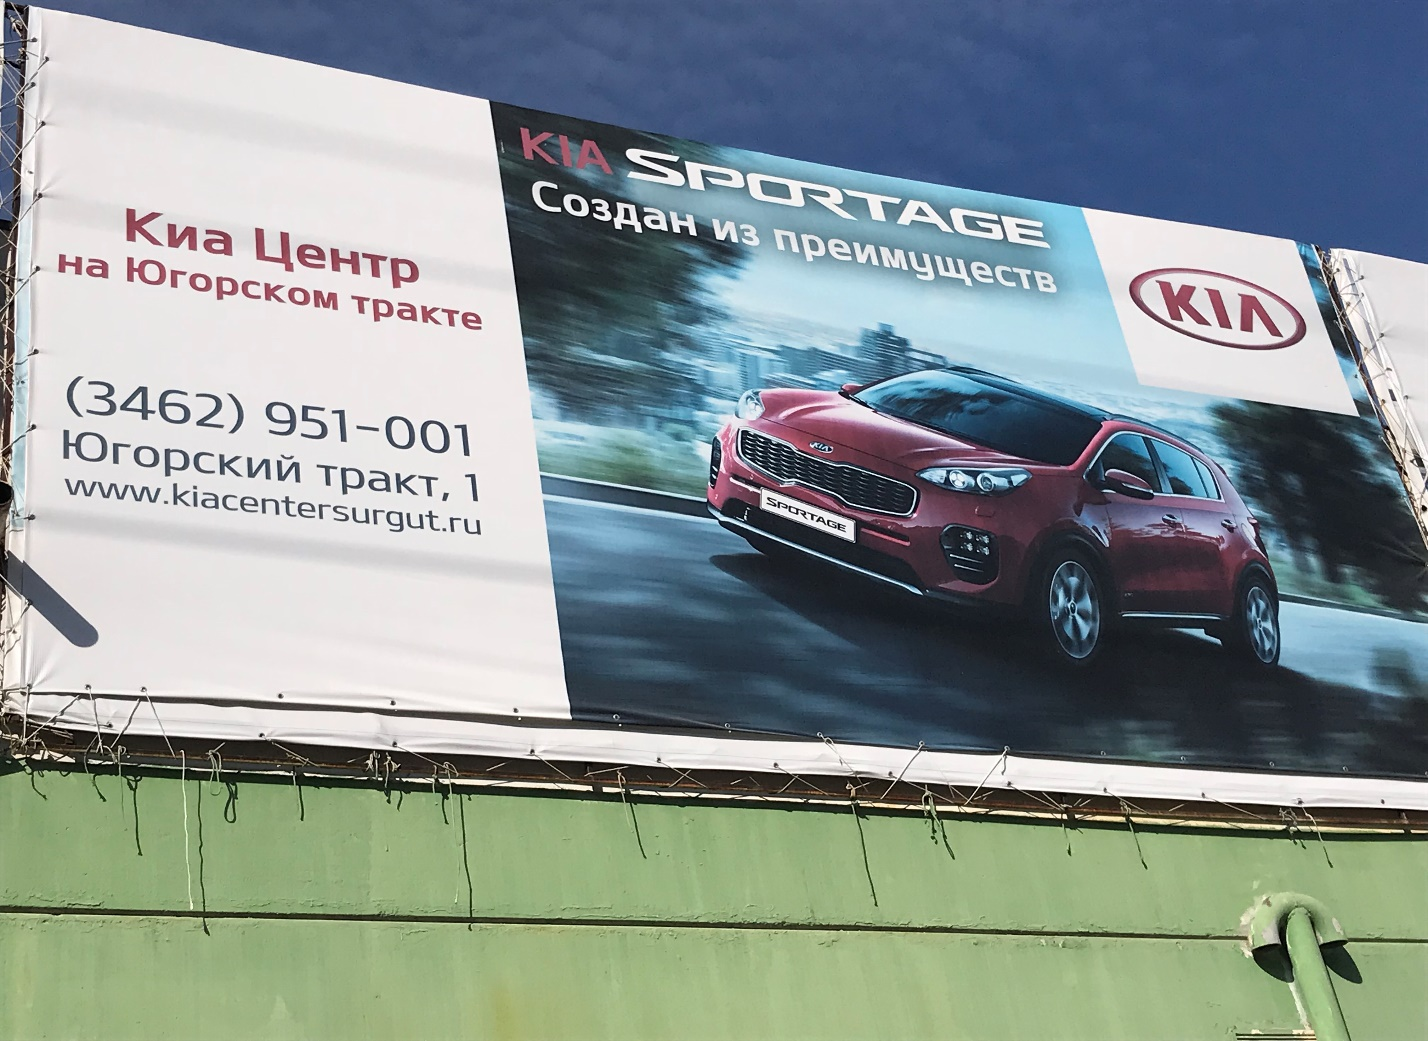 Киа Центр
на Югорском тракте
(3462) 951-001
Югорский тракт, 1
www.kiacentersurgut.ru
KIA SPORTAGE
Создан из преимуществ
KIA
KIA
SPORTAGE